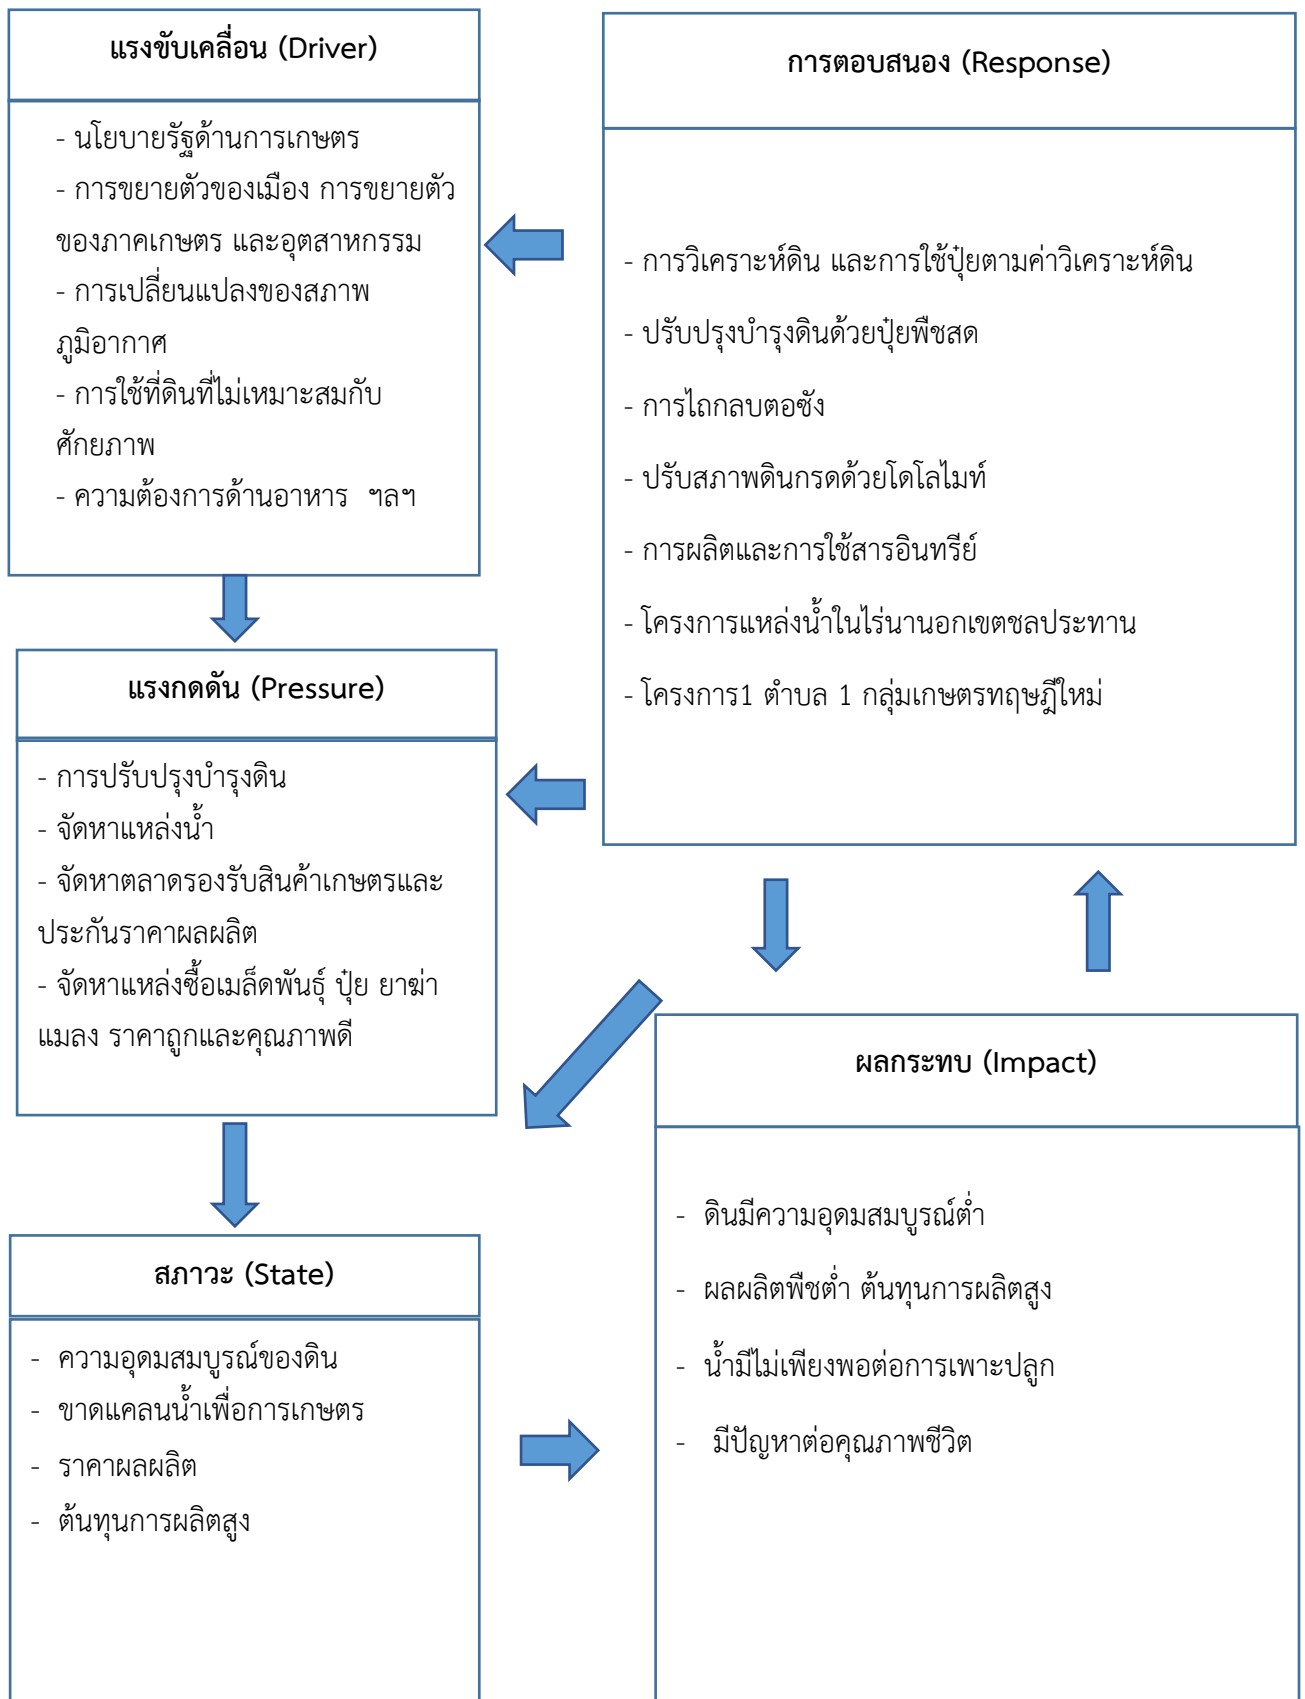 แรงขับเคลื่อน (Driver)
- นโยบายรัฐด้านการเกษตร
- การขยายตัวของเมือง การขยายตัว
ของภาคเกษตร และอุตสาหกรรม
- การเปลี่ยนแปลงของสภาพ
ภูมิอากาศ
- การใช้ที่ดินที่ไม่เหมาะสมกับ
ศักยภาพ
- ความต้องการด้านอาหาร ฯลฯ
การตอบสนอง (Response)
- การวิเคราะห์ดิน และการใช้ปุ๋ยตามค่าวิเคราะห์ดิน
- ปรับปรุงบำรุงดินด้วยปุ๋ยพืชสด
- การไถกลบตอซัง
- ปรับสภาพดินกรดด้วยโดโลไมท์
- การผลิตและการใช้สารอินทรีย์
- โครงการแหล่งน้ำในไร่นานอกเขตชลประทาน
- โครงการ1 ตำบล 1 กลุ่มเกษตรทฤษฎีใหม่
แรงกดดัน (Pressure)
- การปรับปรุงบำรุงดิน
- จัดหาแหล่งน้ำ
- จัดหาตลาดรองรับสินค้าเกษตรและ
ประกันราคาผลผลิต
- จัดหาแหล่งซื้อเมล็ดพันธุ์ ปุ๋ย ยาฆ่า
แมลง ราคาถูกและคุณภาพดี
สภาวะ (State)
- ความอุดมสมบูรณ์ของดิน
- ขาดแคลนน้ำเพื่อการเกษตร
- ราคาผลผลิต
- ต้นทุนการผลิตสูง
ผลกระทบ (Impact)
- ดินมีความอุดมสมบูรณ์ต่ำ
- ผลผลิตพืชต่ำ ต้นทุนการผลิตสูง
- น้ำมีไม่เพียงพอต่อการเพาะปลูก
- มีปัญหาต่อคุณภาพชีวิต